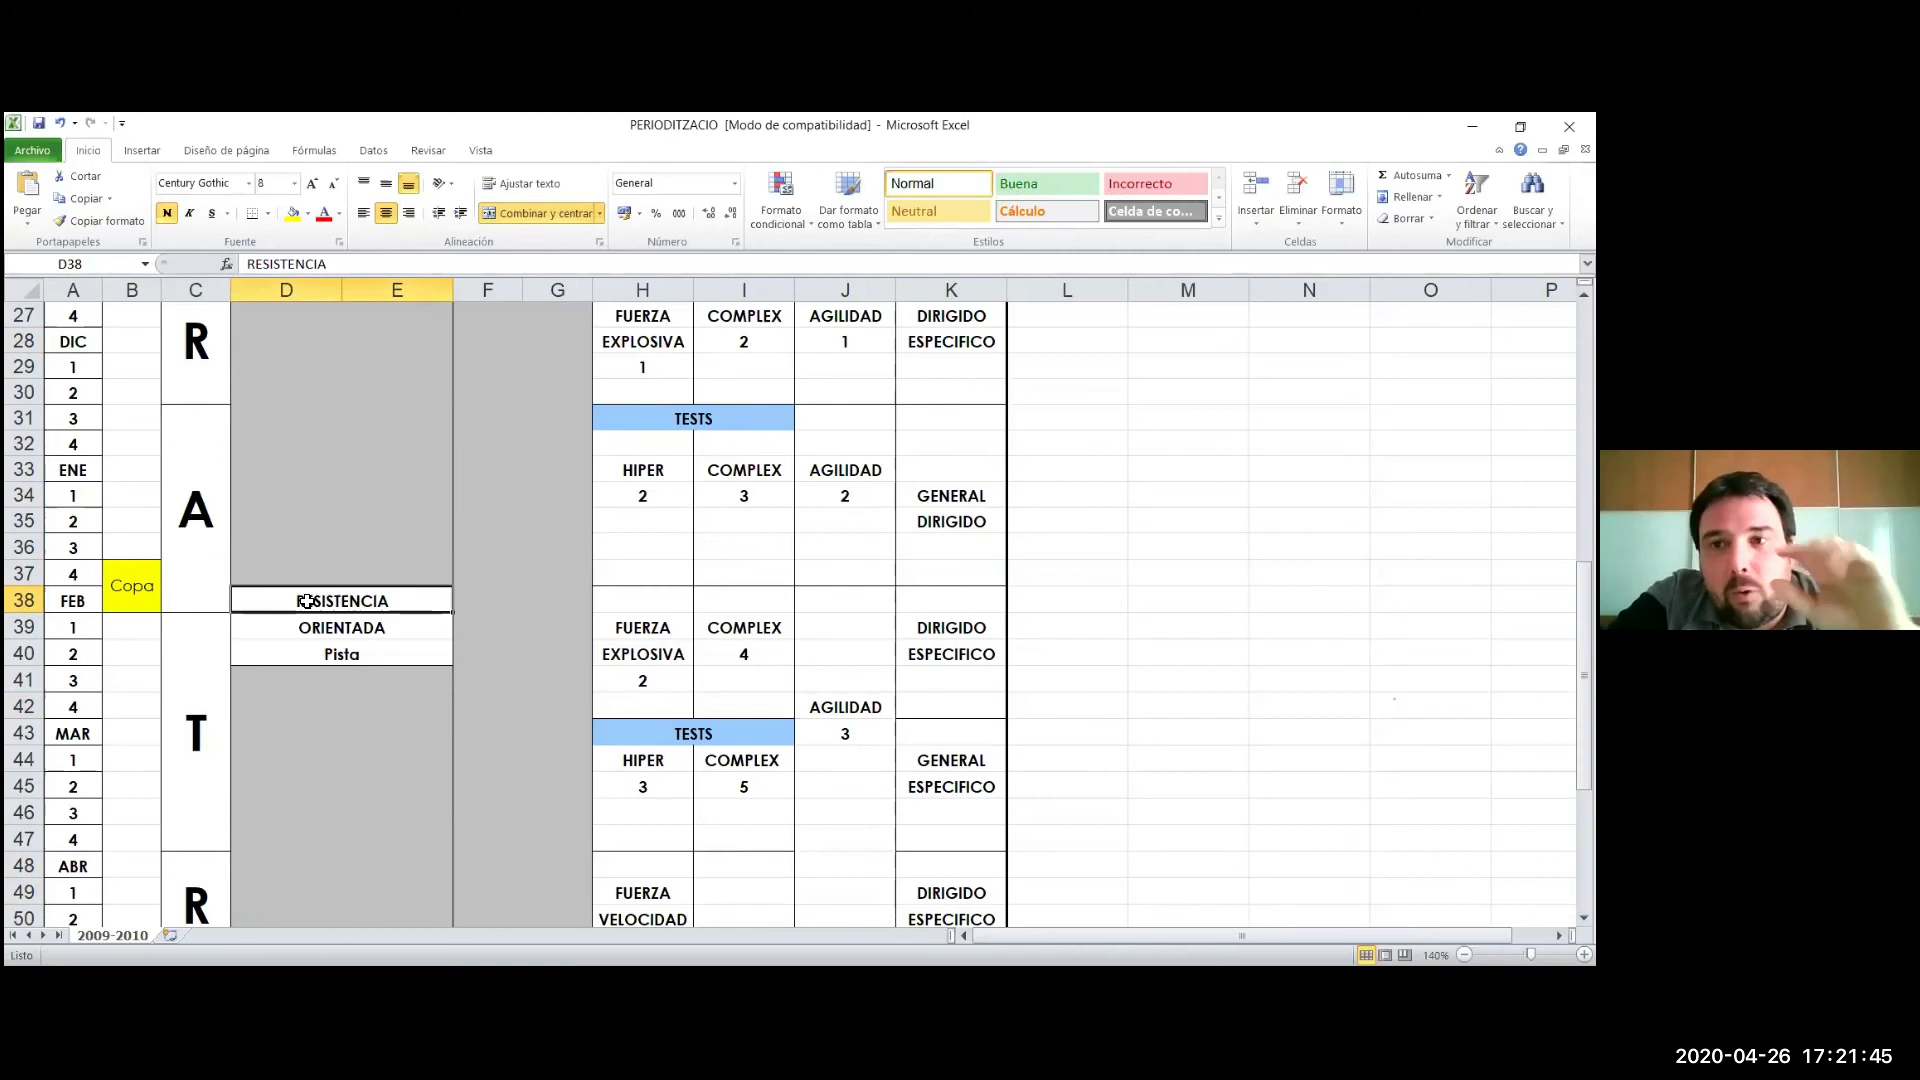 PERIODITZACIO [Modo de compatibilidad] - Microsoft Excel
Archivo Inicio Insertar Diseño de página Fórmulas Datos Revisar Vista
Pegar
Cortar
Copiar
Copiar formato
Portapapeles
Century Gothic 8
N K S
Fuente
Ajustar texto
Combinar y centrar
Alineación
General
% 000
Número
Formato condicional
Dar formato como tabla
Normal Buena Incorrecto
Neutral Cálculo Celda de co...
Estilos
Insertar Eliminar Formato
Celdas
Autosuma
Rellenar
Borrar
Ordenar y filtrar
Buscar y seleccionar
Modificar
D38 fx RESISTENCIA
A B C D E F G H I J K L M N O P
27 4 FUERZA COMPLEX AGILIDAD DIRIGIDO
28 DIC R EXPLOSIVA 2 1 ESPECIFICO
29 1 1
30 2
31 3 TESTS
32 4
33 ENE HIPER COMPLEX AGILIDAD
34 1 2 3 2 GENERAL
35 2 A DIRIGIDO
36 3
37 4 Copa
38 FEB RESISTENCIA
39 1 ORIENTADA FUERZA COMPLEX DIRIGIDO
40 2 Pista EXPLOSIVA 4 ESPECIFICO
41 3 2
42 4 AGILIDAD
43 MAR T TESTS 3
44 1 HIPER COMPLEX GENERAL
45 2 3 5 ESPECIFICO
46 3
47 4
48 ABR
49 1 R FUERZA DIRIGIDO
50 2 VELOCIDAD ESPECIFICO
2009-2010
Listo 140%
2020-04-26 17:21:45